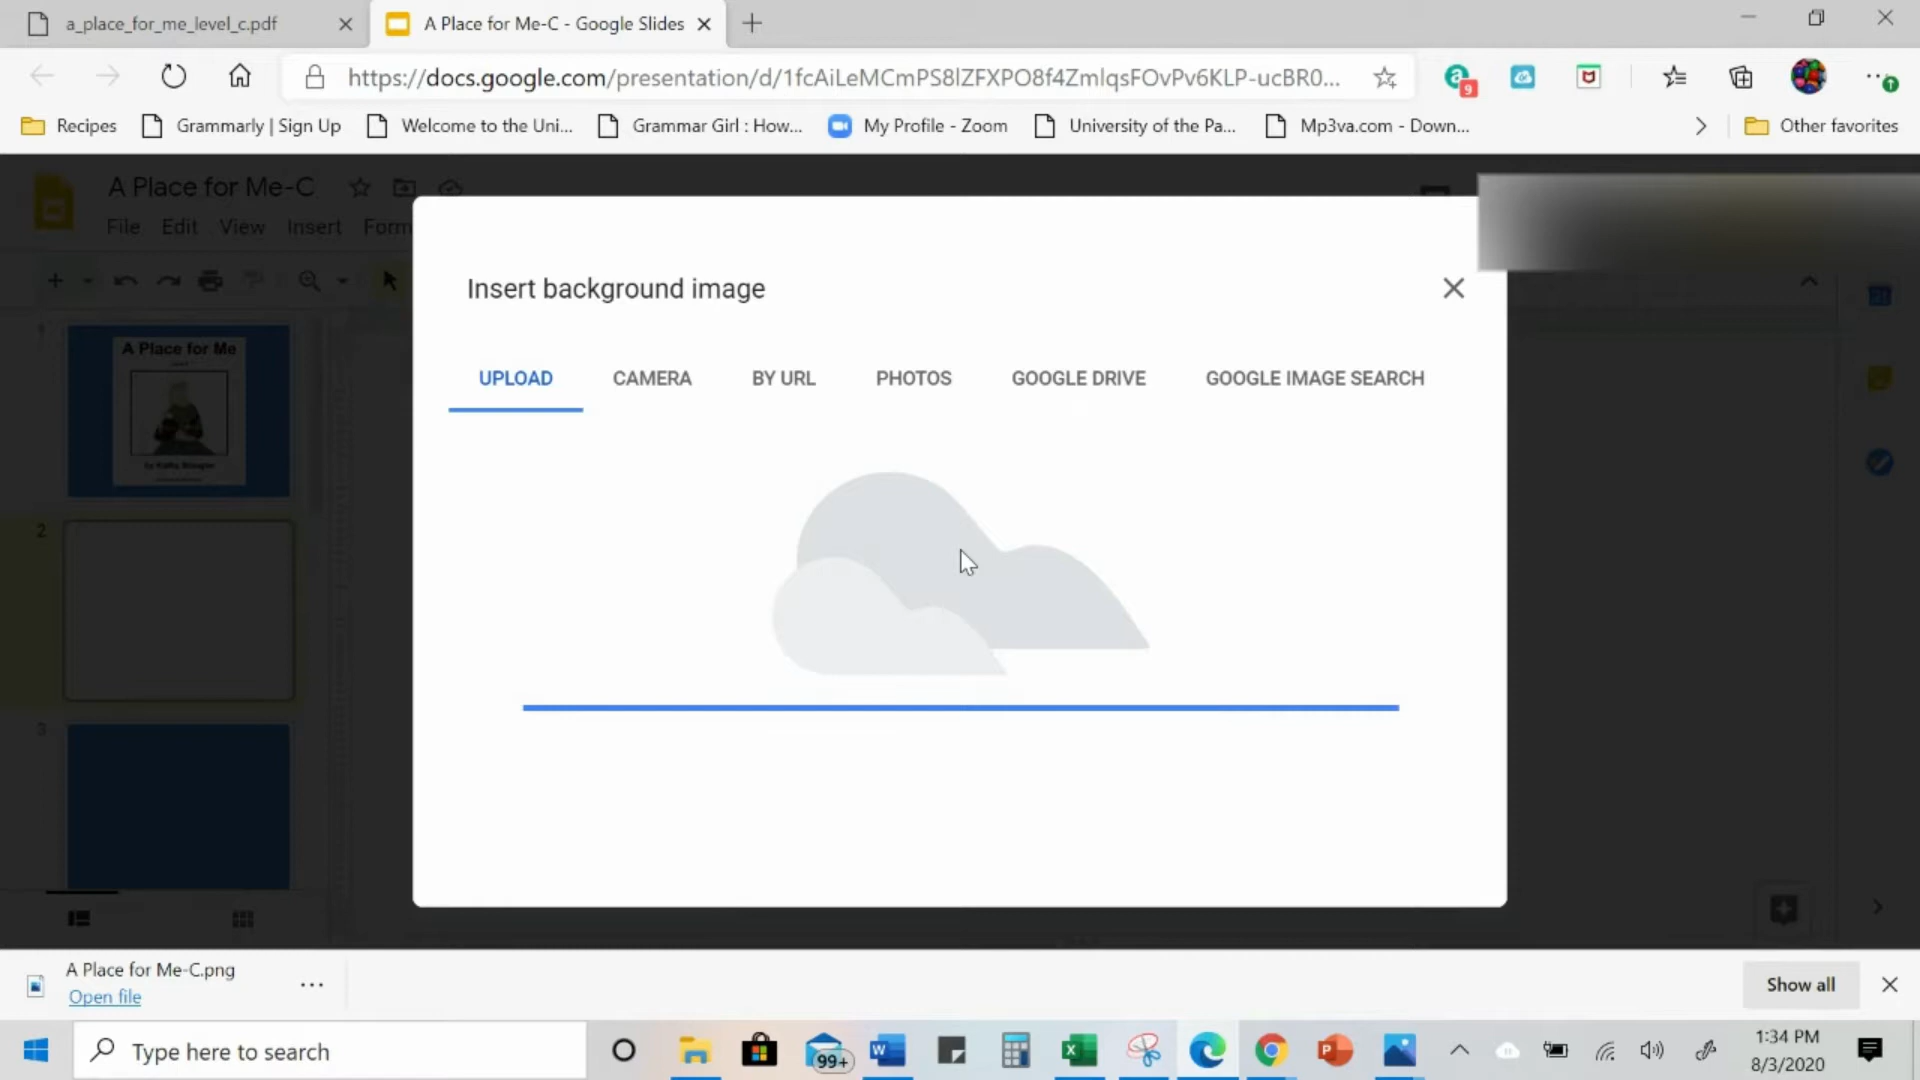 a_place_for_me_level_c.pdf
A Place for Me-C - Google Slides
https://docs.google.com/presentation/d/1fcAiLeMCmPS8lZFXPO8f4ZmlqsFOvPv6KLP-ucBR0...
9
Recipes
Grammarly | Sign Up
Welcome to the Uni...
Grammar Girl : How...
My Profile - Zoom
University of the Pa...
Mp3va.com - Down...
Other favorites
A Place for Me-C
File Edit View Insert Form
Insert background image
UPLOAD CAMERA BY URL PHOTOS GOOGLE DRIVE GOOGLE IMAGE SEARCH
1
A Place for Me
2
3
A Place for Me-C.png
Open file
Show all
Type here to search
99+
1:34 PM
8/3/2020